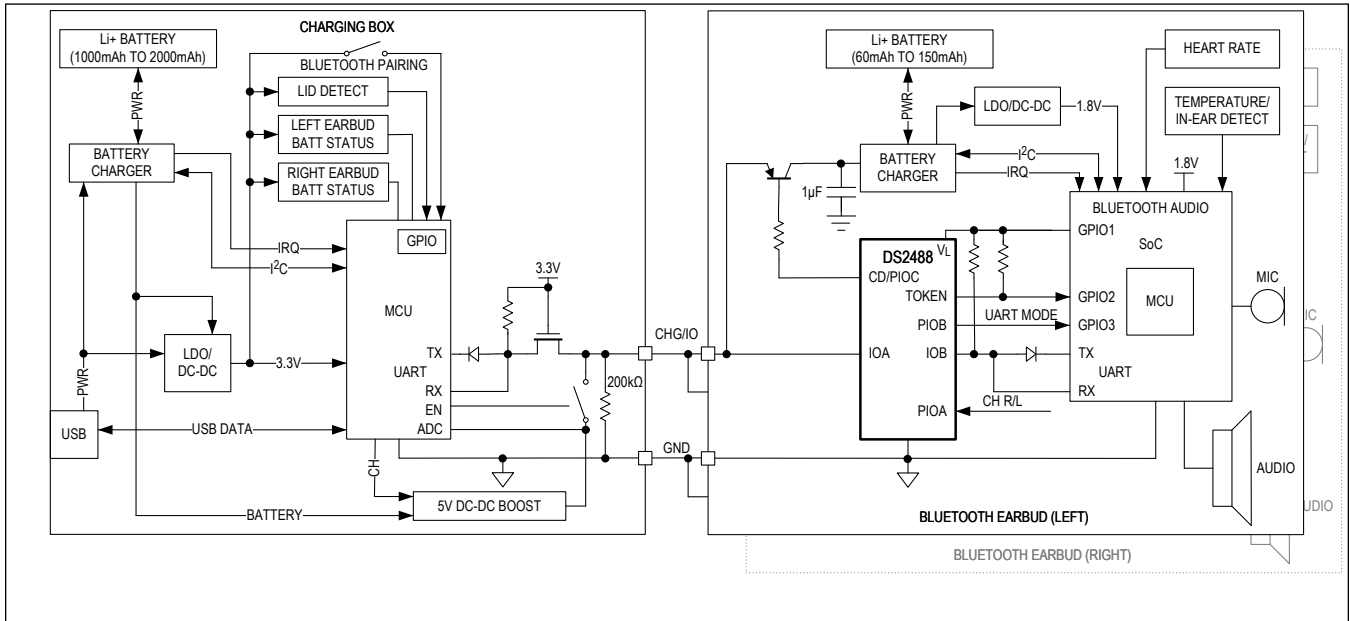 CHARGING BOX
Li+ BATTERY
(1000mAh TO 2000mAh)
BLUETOOTH PAIRING
LID DETECT
PWR
LEFT EARBUD
BATT STATUS
BATTERY
CHARGER
RIGHT EARBUD
BATT STATUS
GPIO
IRQ
I²C
MCU
3.3V
LDO/
DC-DC
3.3V
TX
UART
RX
EN
ADC
200kΩ
PWR
USB
USB DATA
CH
5V DC-DC BOOST
BATTERY
CHG/IO
GND
Li+ BATTERY
(60mAh TO 150mAh)
HEART RATE
PWR
LDO/DC-DC
1.8V
TEMPERATURE/
IN-EAR DETECT
BATTERY
CHARGER
I²C
IRQ
1µF
1.8V
BLUETOOTH AUDIO
SoC
GPIO1
DS2488
VL
CD/PIOC
TOKEN
GPIO2
MCU
MIC
UART MODE
PIOB
GPIO3
IOA
IOB
TX
UART
RX
PIOA
CH R/L
AUDIO
BLUETOOTH EARBUD (LEFT)
IC
UDIO
BLUETOOTH EARBUD (RIGHT)